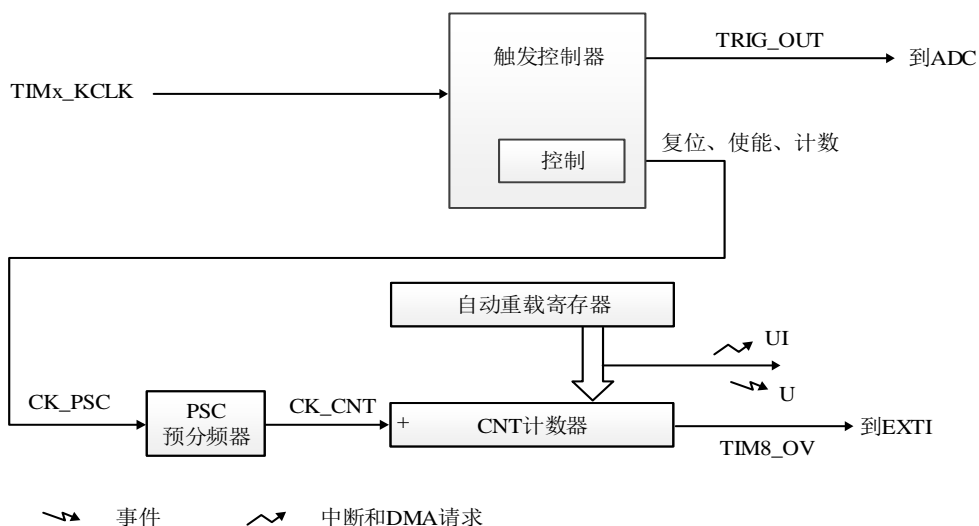 触发控制器
TRIG_OUT
到ADC
TIMx_KCLK
控制
复位、使能、计数
自动重载寄存器
UI
U
CK_PSC
PSC
预分频器
CK_CNT
+
CNT计数器
到EXTI
TIM8_OV
事件
中断和DMA请求